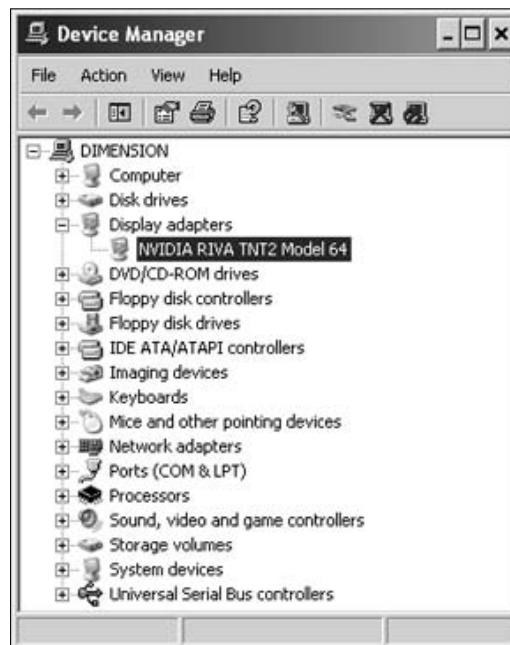 Device Manager
File Action View Help
DIMENSION
Computer
Disk drives
Display adapters
NVIDIA RIVA TNT2 Model 64
DVD/CD-ROM drives
Floppy disk controllers
Floppy disk drives
IDE ATA/ATAPI controllers
Imaging devices
Keyboards
Mice and other pointing devices
Network adapters
Ports (COM & LPT)
Processors
Sound, video and game controllers
Storage volumes
System devices
Universal Serial Bus controllers